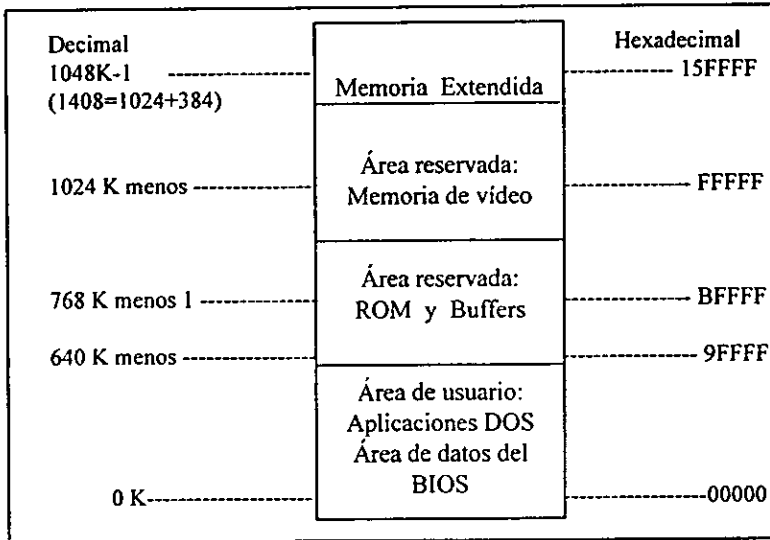 Decimal
Hexadecimal
1048K-1
15FFFF
(1408=1024+384)
Memoria Extendida
Área reservada:
Memoria de vídeo
1024 K menos
FFFFF
Área reservada:
ROM y Buffers
768 K menos 1
BFFFF
640 K menos
9FFFF
Área de usuario:
Aplicaciones DOS
Área de datos del
BIOS
0 K
00000